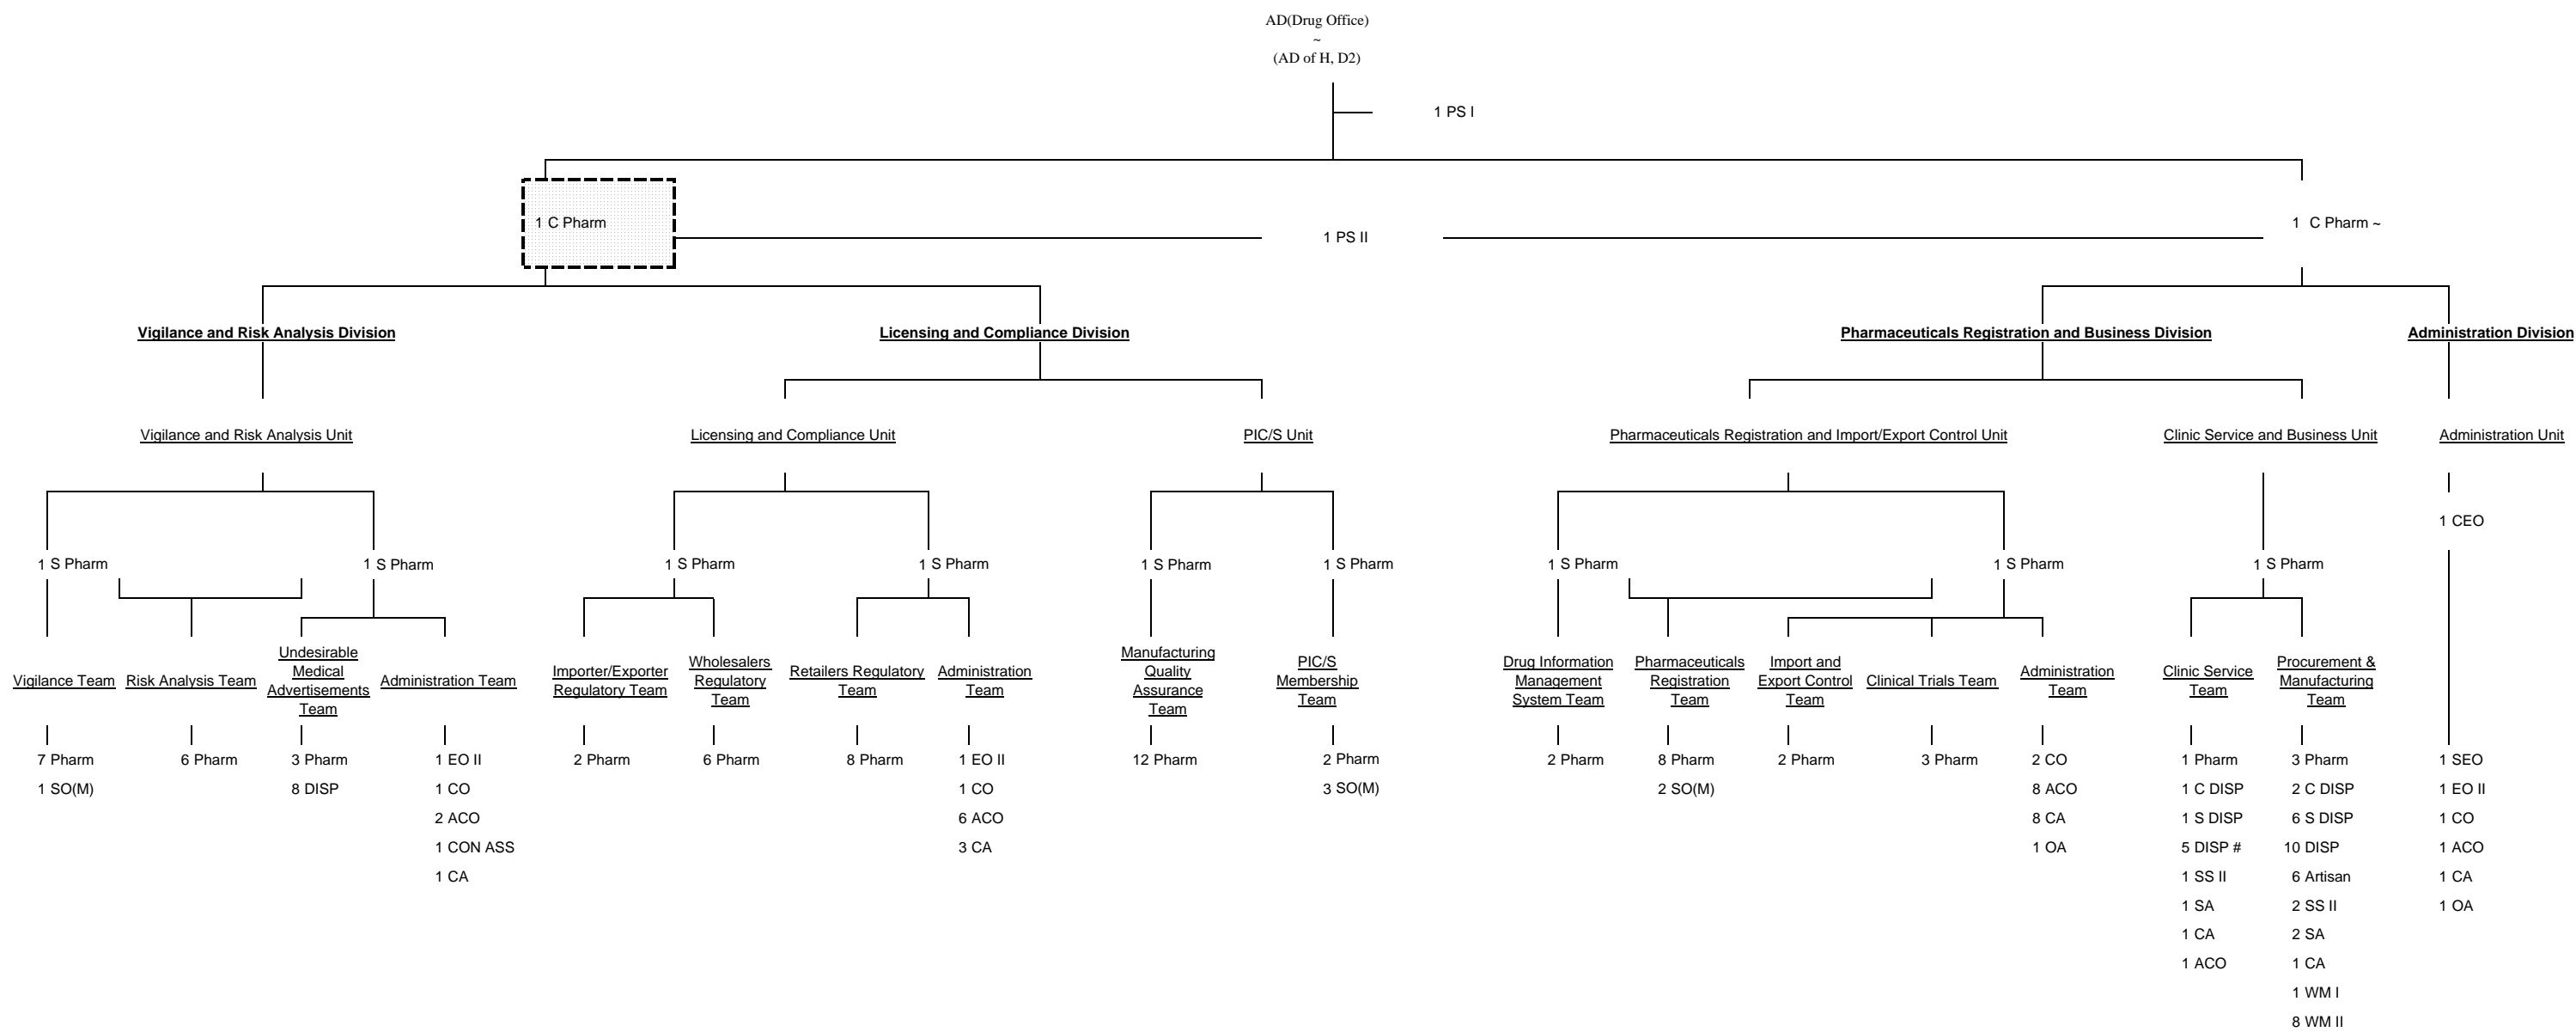 AD(Drug Office)
~
(AD of H, D2)
1 PS I
1 C Pharm
1 PS II
1 C Pharm ~
Vigilance and Risk Analysis Division
Licensing and Compliance Division
Pharmaceuticals Registration and Business Division
Administration Division
Vigilance and Risk Analysis Unit
Licensing and Compliance Unit
PIC/S Unit
Pharmaceuticals Registration and Import/Export Control Unit
Clinic Service and Business Unit
Administration Unit
1 CEO
1 S Pharm
1 S Pharm
1 S Pharm
1 S Pharm
1 S Pharm
1 S Pharm
1 S Pharm
1 S Pharm
1 S Pharm
Vigilance Team
7 Pharm
1 SO(M)
Risk Analysis Team
6 Pharm
Undesirable
Medical
Advertisements
Team
3 Pharm
8 DISP
Administration Team
1 EO II
1 CO
2 ACO
1 CON ASS
1 CA
Importer/Exporter
Regulatory Team
2 Pharm
Wholesalers
Regulatory
Team
6 Pharm
Retailers Regulatory
Team
8 Pharm
Administration
Team
1 EO II
1 CO
6 ACO
3 CA
Manufacturing
Quality
Assurance
Team
12 Pharm
PIC/S
Membership
Team
2 Pharm
3 SO(M)
Drug Information
Management
System Team
2 Pharm
Pharmaceuticals
Registration
Team
8 Pharm
2 SO(M)
Import and
Export Control
Team
2 Pharm
Clinical Trials Team
3 Pharm
Administration
Team
2 CO
8 ACO
8 CA
1 OA
Clinic Service
Team
1 Pharm
1 C DISP
1 S DISP
5 DISP #
1 SS II
1 SA
1 CA
1 ACO
Procurement &
Manufacturing
Team
3 Pharm
2 C DISP
6 S DISP
10 DISP
6 Artisan
2 SS II
2 SA
1 CA
1 WM I
8 WM II
1 SEO
1 EO II
1 CO
1 ACO
1 CA
1 OA